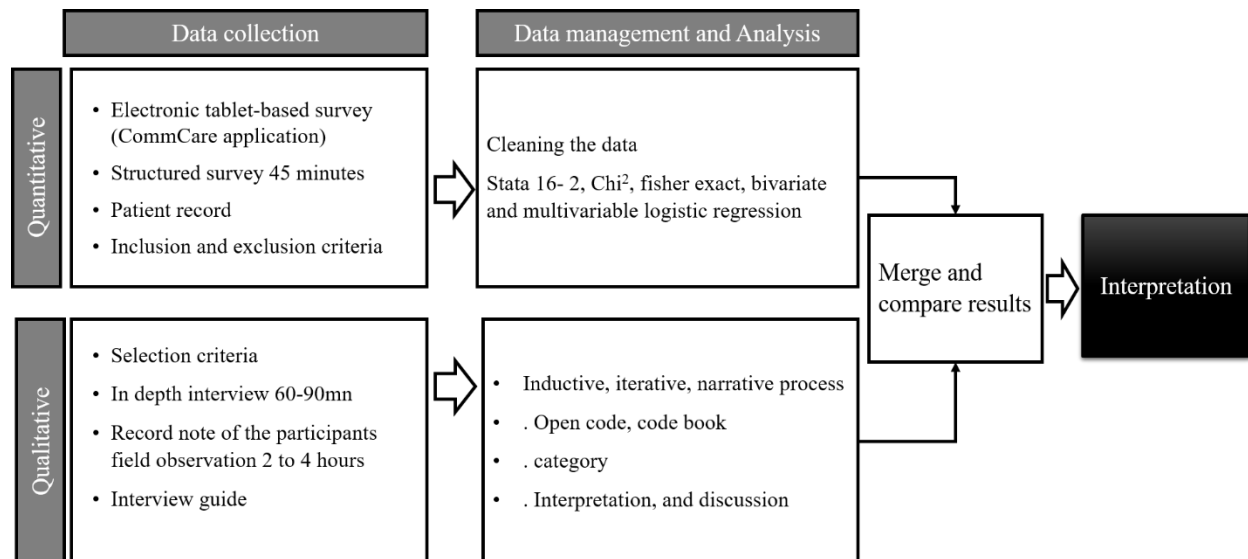 Data collection
Data management and Analysis
Quantitative
• Electronic tablet-based survey
(CommCare application)
• Structured survey 45 minutes
• Patient record
• Inclusion and exclusion criteria
Cleaning the data
Stata 16- 2, Chi², fisher exact, bivariate
and multivariable logistic regression
Qualitative
• Selection criteria
• In depth interview 60-90mn
• Record note of the participants
field observation 2 to 4 hours
• Interview guide
• Inductive, iterative, narrative process
• . Open code, code book
• . category
• . Interpretation, and discussion
Merge and
compare results
Interpretation